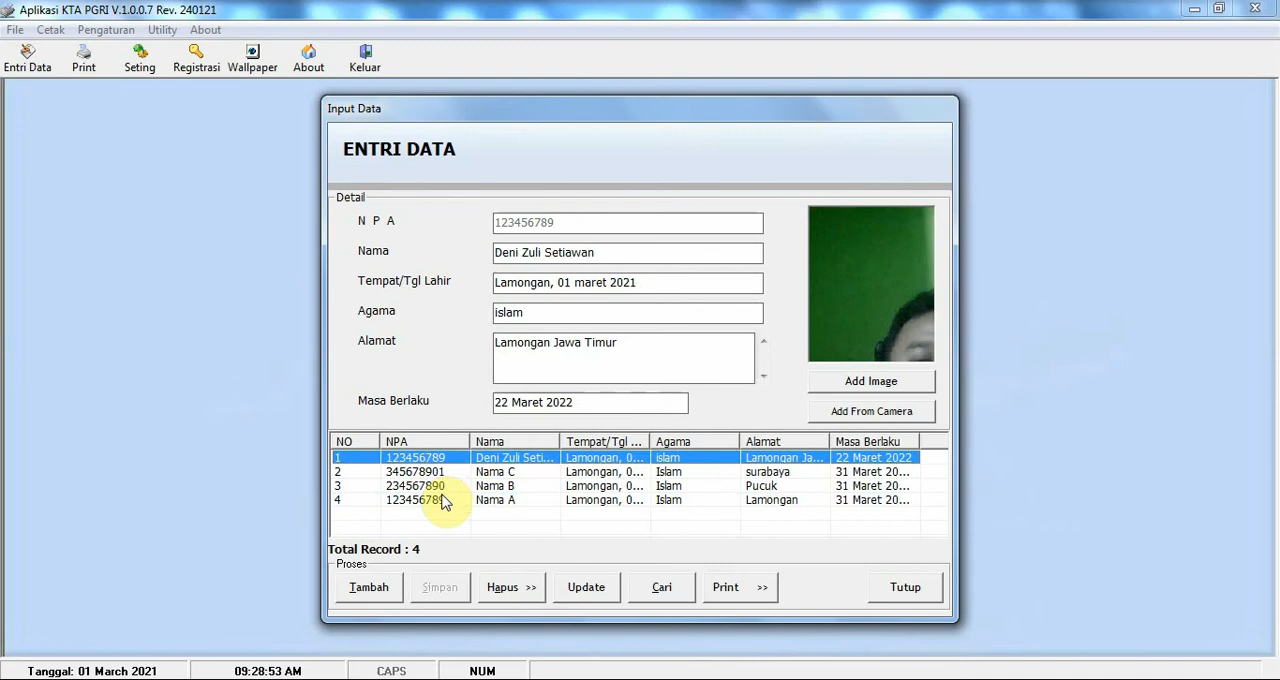 Aplikasi KTA PGRI V.1.0.0.7 Rev. 240121
File Cetak Pengaturan Utility About
Entri Data Print Seting Registrasi Wallpaper About Keluar
Input Data
ENTRI DATA
Detail
N P A 123456789
Nama Deni Zuli Setiawan
Tempat/Tgl Lahir Lamongan, 01 maret 2021
Agama islam
Alamat Lamongan Jawa Timur
Add Image
Masa Berlaku 22 Maret 2022
Add From Camera
NO NPA Nama Tempat/Tgl ... Agama Alamat Masa Berlaku
1 123456789 Deni Zuli Seti... Lamongan, 0... islam Lamongan Ja... 22 Maret 2022
2 345678901 Nama C Lamongan, 0... Islam surabaya 31 Maret 20...
3 234567890 Nama B Lamongan, 0... Islam Pucuk 31 Maret 20...
4 Nama A Lamongan, 0... Islam Lamongan 31 Maret 20...
Total Record : 4
Proses
Tambah Simpan Hapus >> Update Cari Print >> Tutup
Tanggal: 01 March 2021 09:28:53 AM CAPS NUM